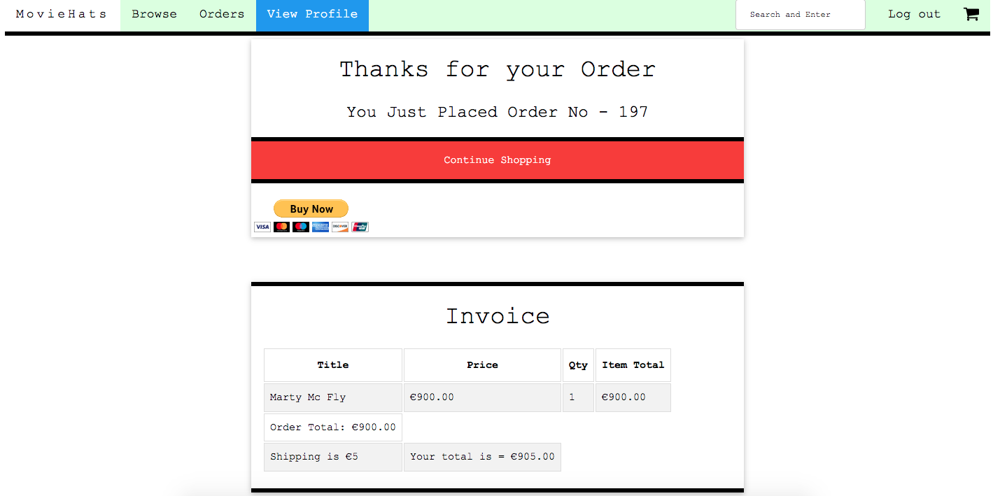 MovieHats Browse Orders View Profile Search and Enter Log out
Thanks for your Order
You Just Placed Order No - 197
Continue Shopping
Buy Now
VISA DISCOVER
Invoice
Title Price Qty Item Total
Marty Mc Fly €900.00 1 €900.00
Order Total: €900.00
Shipping is €5 Your total is = €905.00